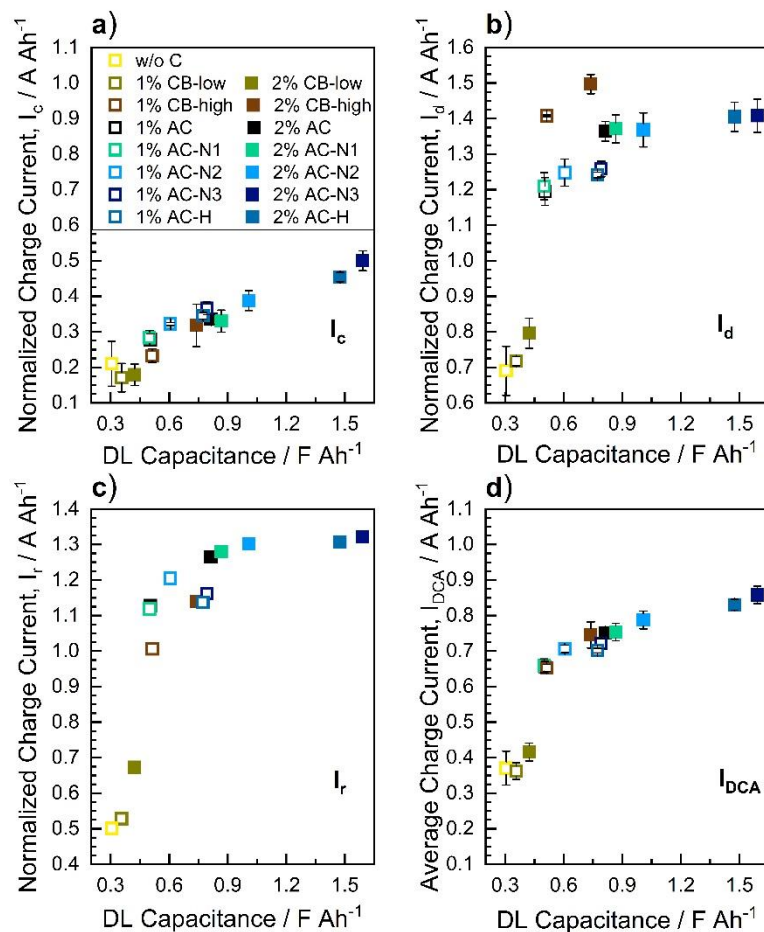 a)
Normalized Charge Current, I_c / A Ah⁻¹
1.1
1.0
0.9
0.8
0.7
0.6
0.5
0.4
0.3
0.2
0.1
w/o C
1% CB-low 2% CB-low
1% CB-high 2% CB-high
1% AC 2% AC
1% AC-N1 2% AC-N1
1% AC-N2 2% AC-N2
1% AC-N3 2% AC-N3
1% AC-H 2% AC-H
I_c
0.3 0.6 0.9 1.2 1.5
DL Capacitance / F Ah⁻¹
b)
Normalized Charge Current, I_d / A Ah⁻¹
1.6
1.5
1.4
1.3
1.2
1.1
1.0
0.9
0.8
0.7
0.6
I_d
0.3 0.6 0.9 1.2 1.5
DL Capacitance / F Ah⁻¹
c)
Normalized Charge Current, I_r / A Ah⁻¹
1.4
1.3
1.2
1.1
1.0
0.9
0.8
0.7
0.6
0.5
0.4
I_r
0.3 0.6 0.9 1.2 1.5
DL Capacitance / F Ah⁻¹
d)
Average Charge Current, I_DCA / A Ah⁻¹
1.1
1.0
0.9
0.8
0.7
0.6
0.5
0.4
0.3
0.2
0.1
I_DCA
0.3 0.6 0.9 1.2 1.5
DL Capacitance / F Ah⁻¹